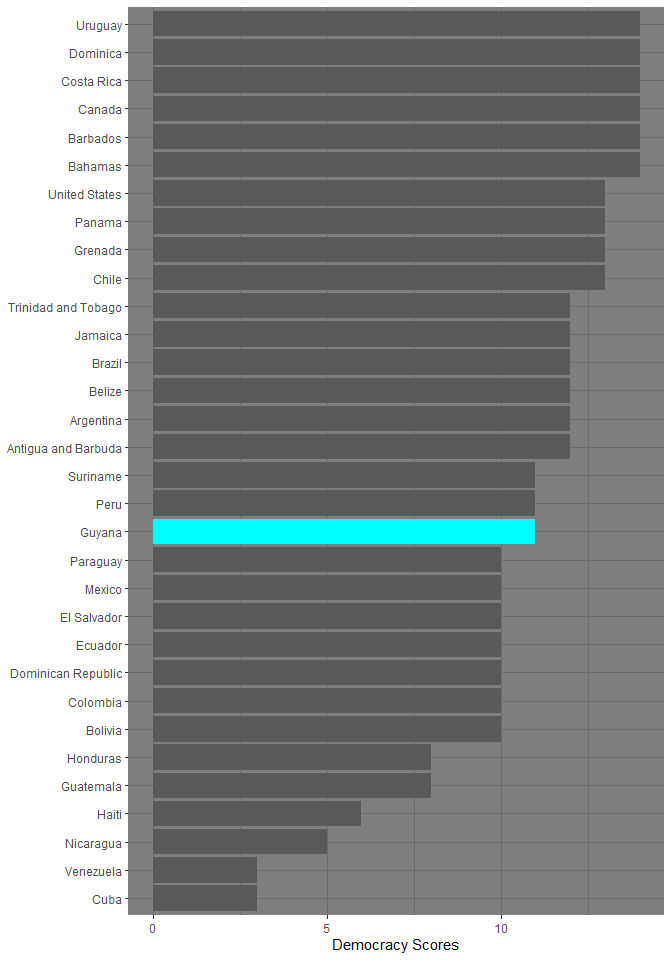 Uruguay
Dominica
Costa Rica
Canada
Barbados
Bahamas
United States
Panama
Grenada
Chile
Trinidad and Tobago
Jamaica
Brazil
Belize
Argentina
Antigua and Barbuda
Suriname
Peru
Guyana
Paraguay
Mexico
El Salvador
Ecuador
Dominican Republic
Colombia
Bolivia
Honduras
Guatemala
Haiti
Nicaragua
Venezuela
Cuba
0 5 10
Democracy Scores